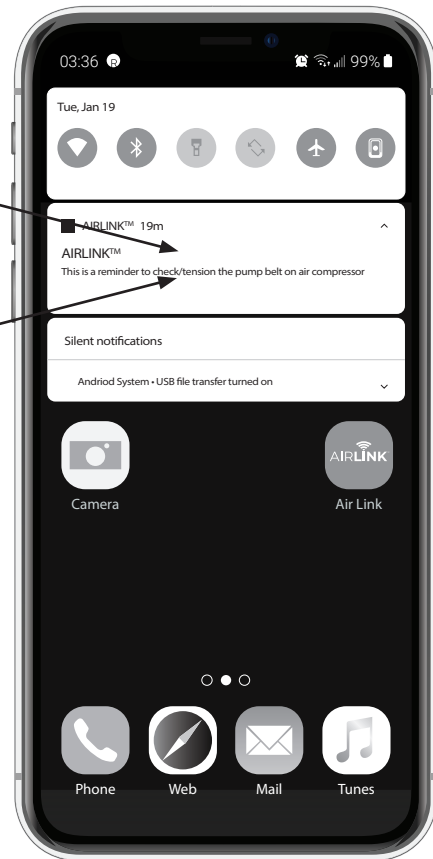 03:36 R 99%
Tue, Jan 19
AIRLINK™ 19m
AIRLINK™
This is a reminder to check/tension the pump belt on air compressor
Silent notifications
Andriod System • USB file transfer turned on
AIRLINK
Camera Air Link
Phone Web Mail Tunes